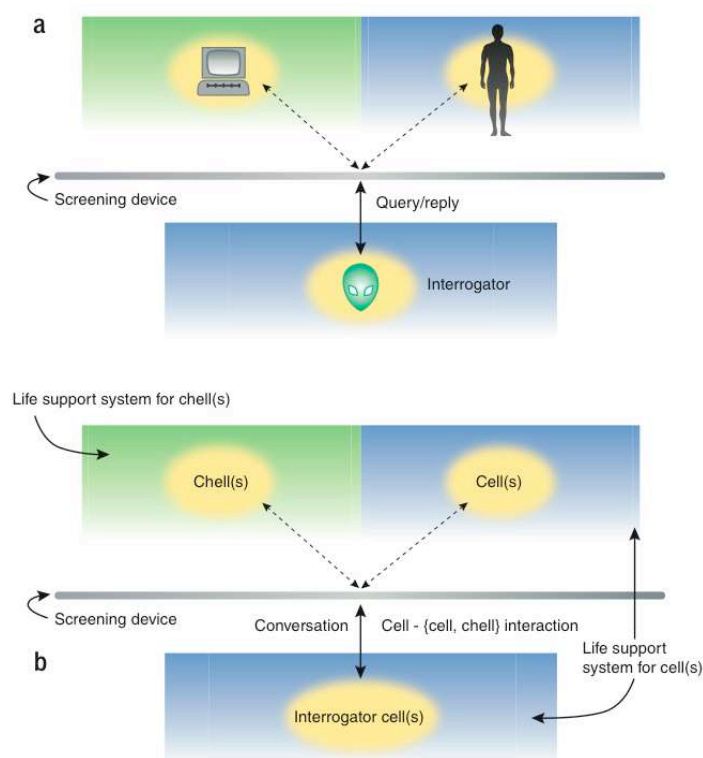 a
Screening device
Query/reply
Interrogator
Life support system for chell(s)
Chell(s)
Cell(s)
Screening device
Conversation
Cell - {cell, chell} interaction
Life support
system for cell(s)
b
Interrogator cell(s)